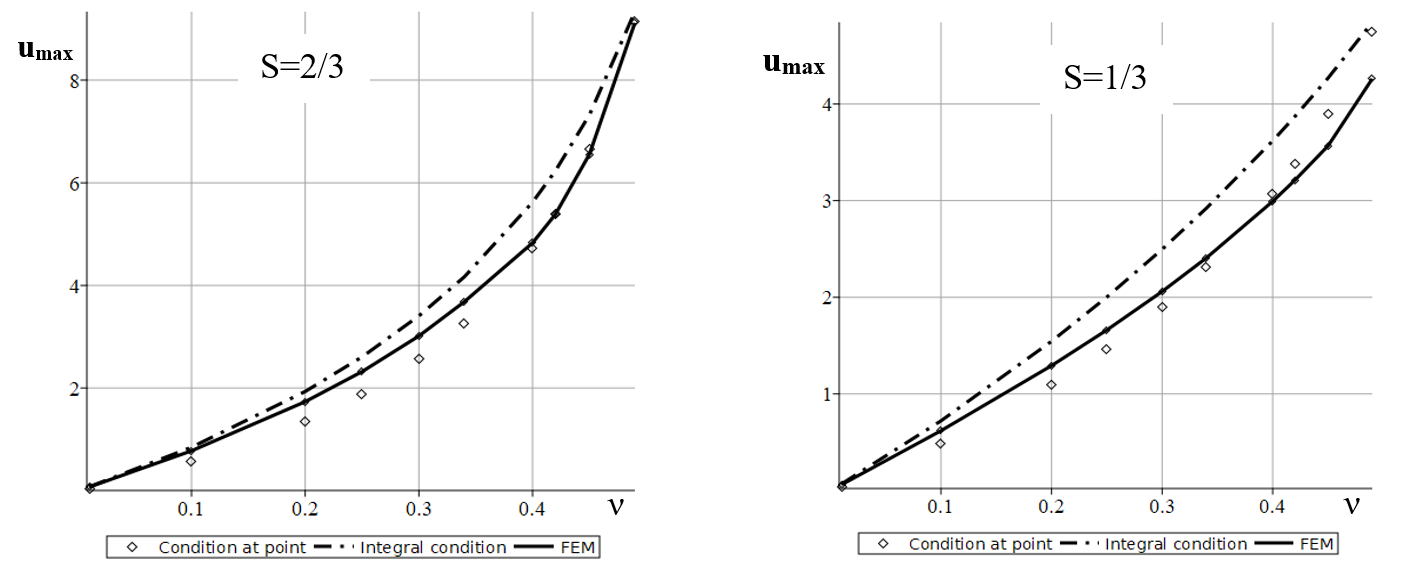 u_max
S=2/3
8
6
4
2
0.1 0.2 0.3 0.4 ν
Condition at point Integral condition FEM
u_max
S=1/3
4
3
2
1
0.1 0.2 0.3 0.4 ν
Condition at point Integral condition FEM